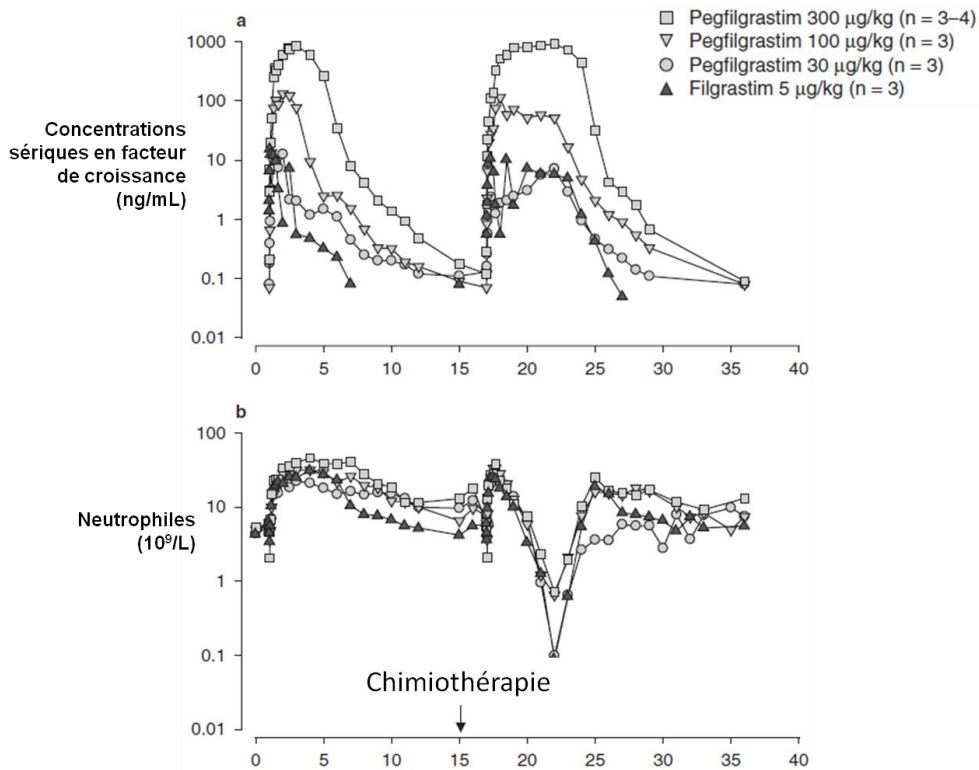 a
Pegfilgrastim 300 µg/kg (n = 3–4)
Pegfilgrastim 100 µg/kg (n = 3)
Pegfilgrastim 30 µg/kg (n = 3)
Filgrastim 5 µg/kg (n = 3)
Concentrations
sériques en facteur
de croissance
(ng/mL)
1000
100
10
1
0.1
0.01
0 5 10 15 20 25 30 35 40
b
Neutrophiles
(10⁹/L)
100
10
1
0.1
0.01
Chimiothérapie
0 5 10 15 20 25 30 35 40